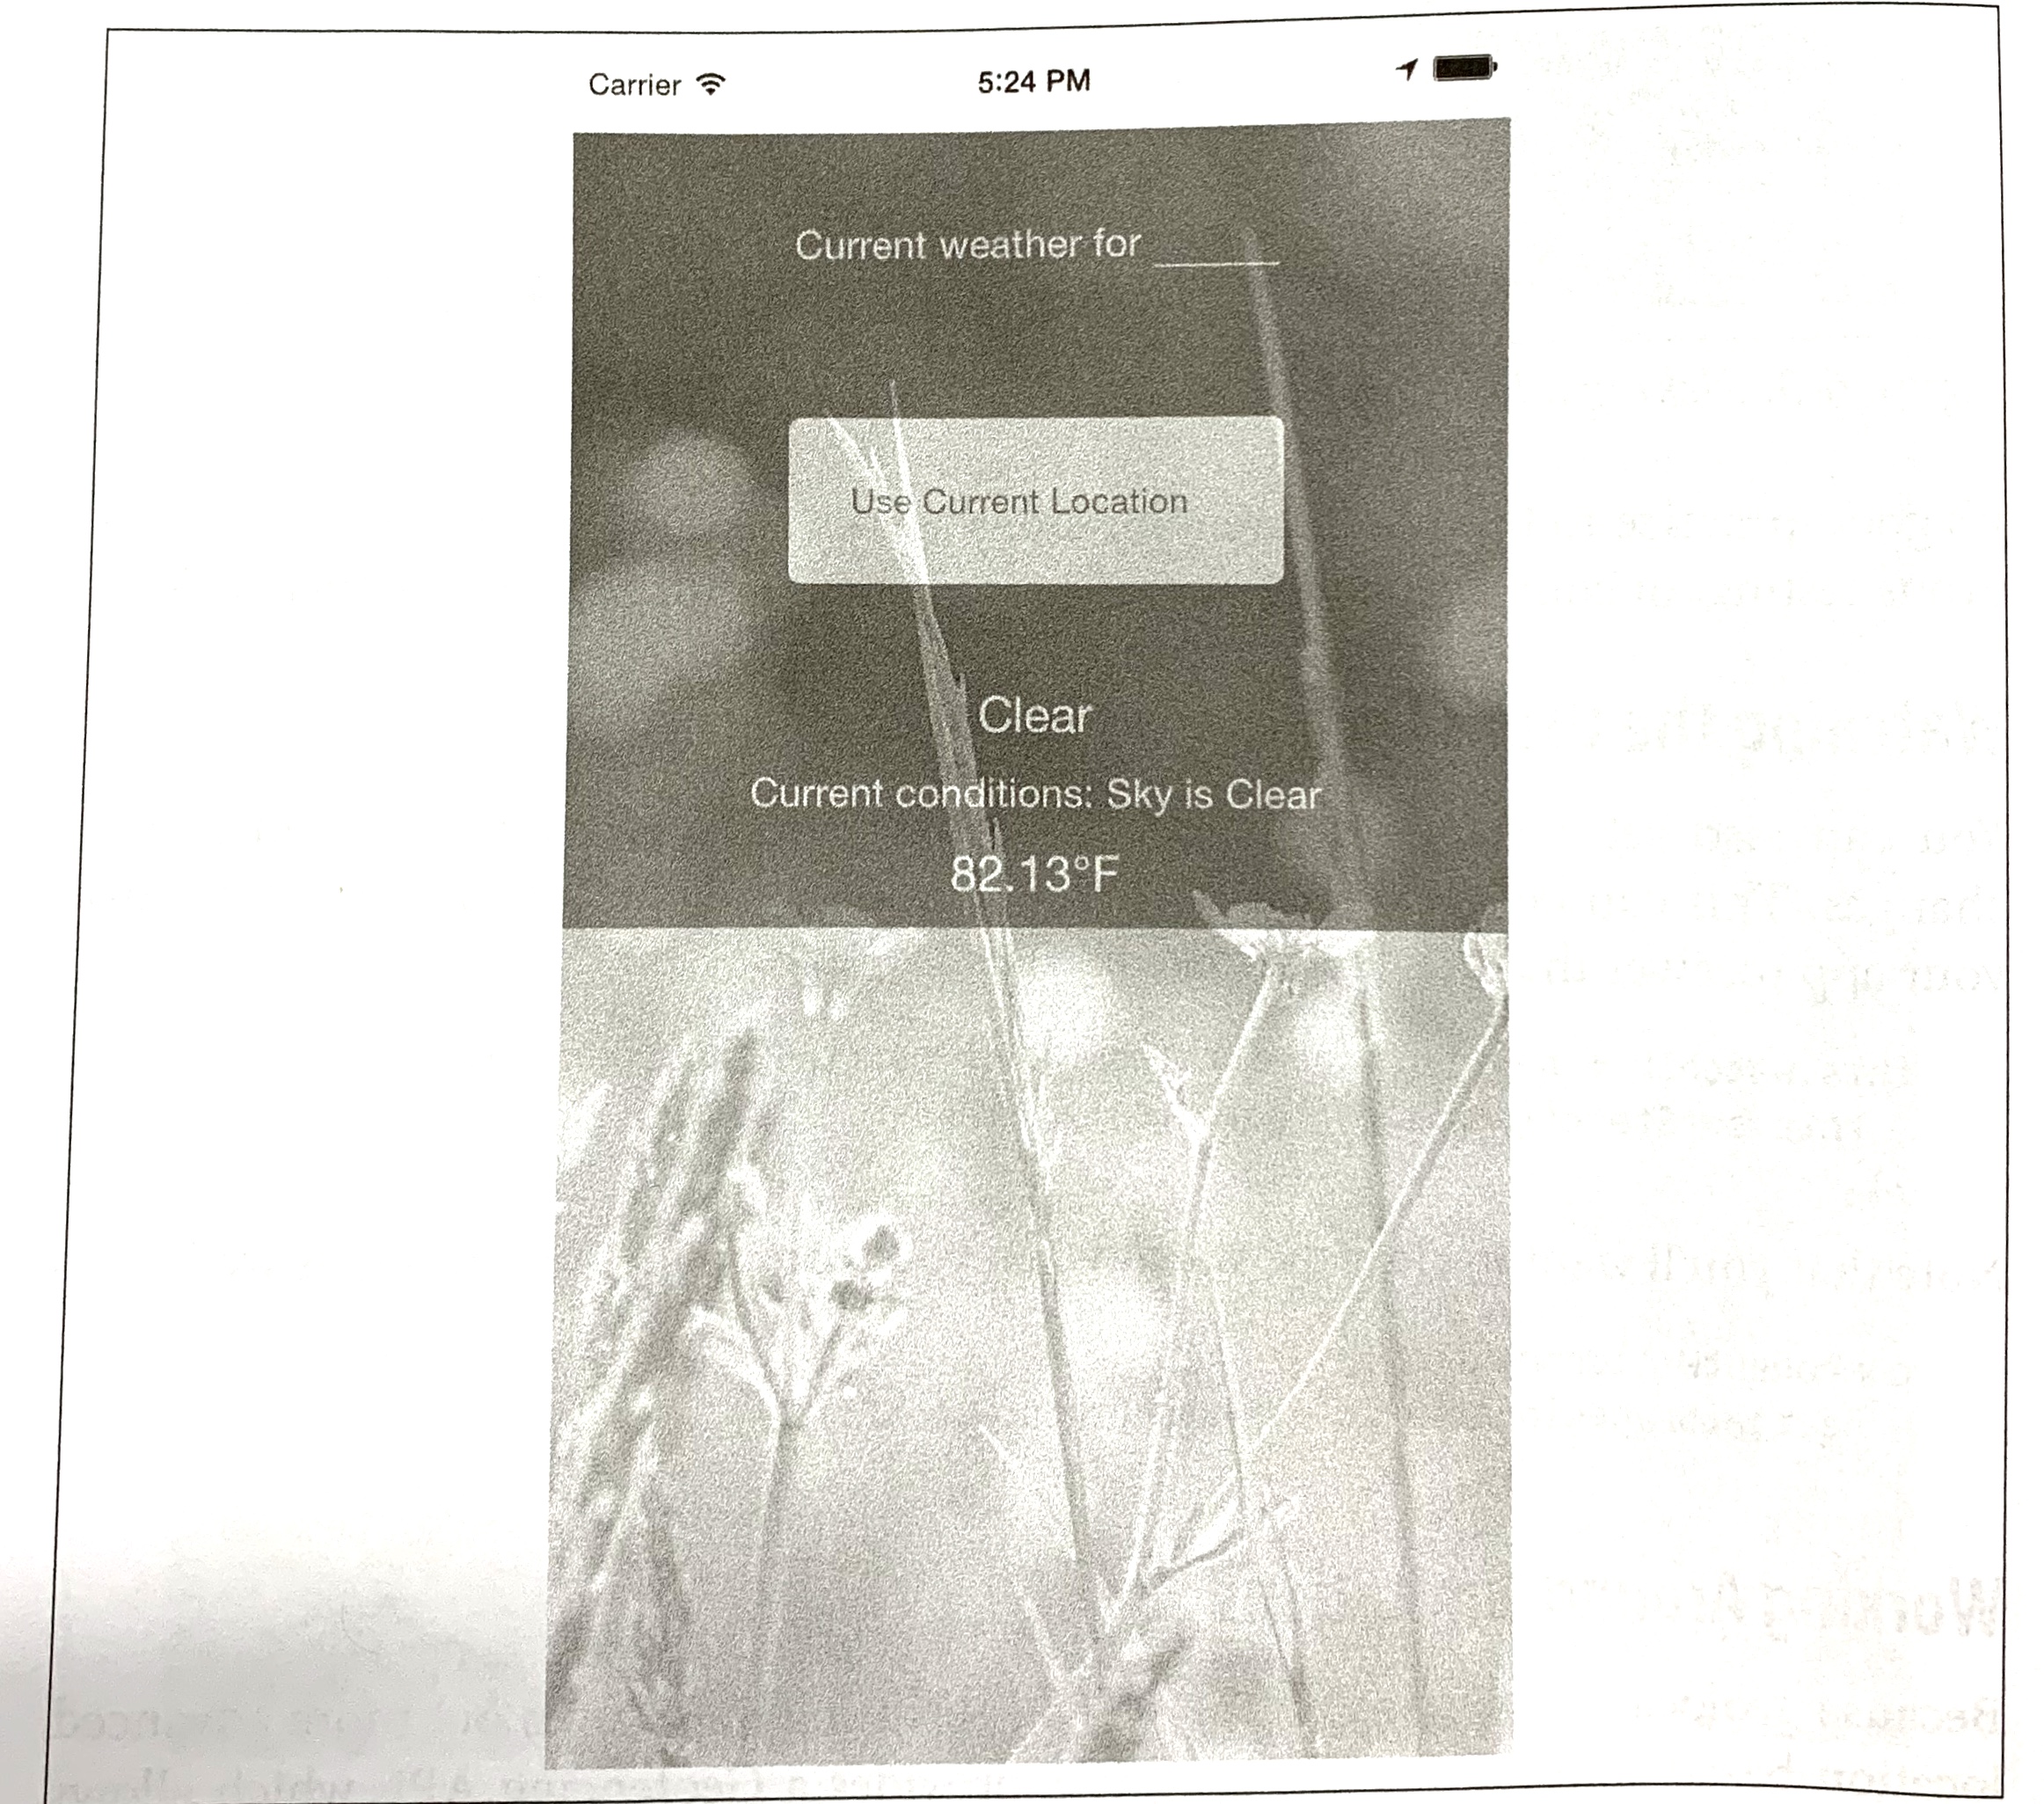 Carrier 5:24 PM
Current weather for ______
Use Current Location
Clear
Current conditions: Sky is Clear
82.13°F